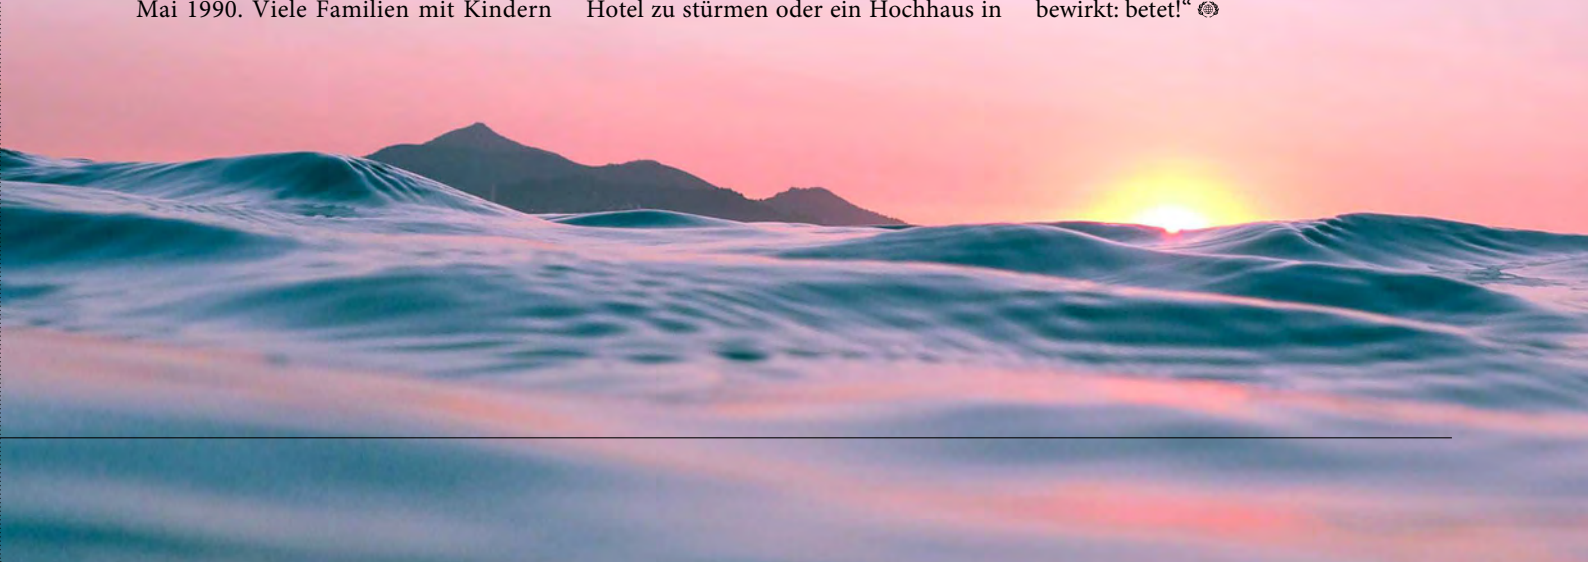 Mai 1990. Viele Familien mit Kindern
Hotel zu stürmen oder ein Hochhaus in
bewirkt: betet!“